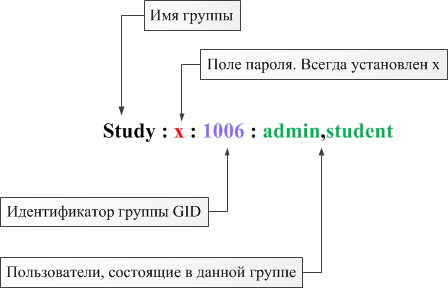 Имя группы
Поле пароля. Всегда установлен x
Study : x : 1006 : admin,student
Идентификатор группы GID
Пользователи, состоящие в данной группе